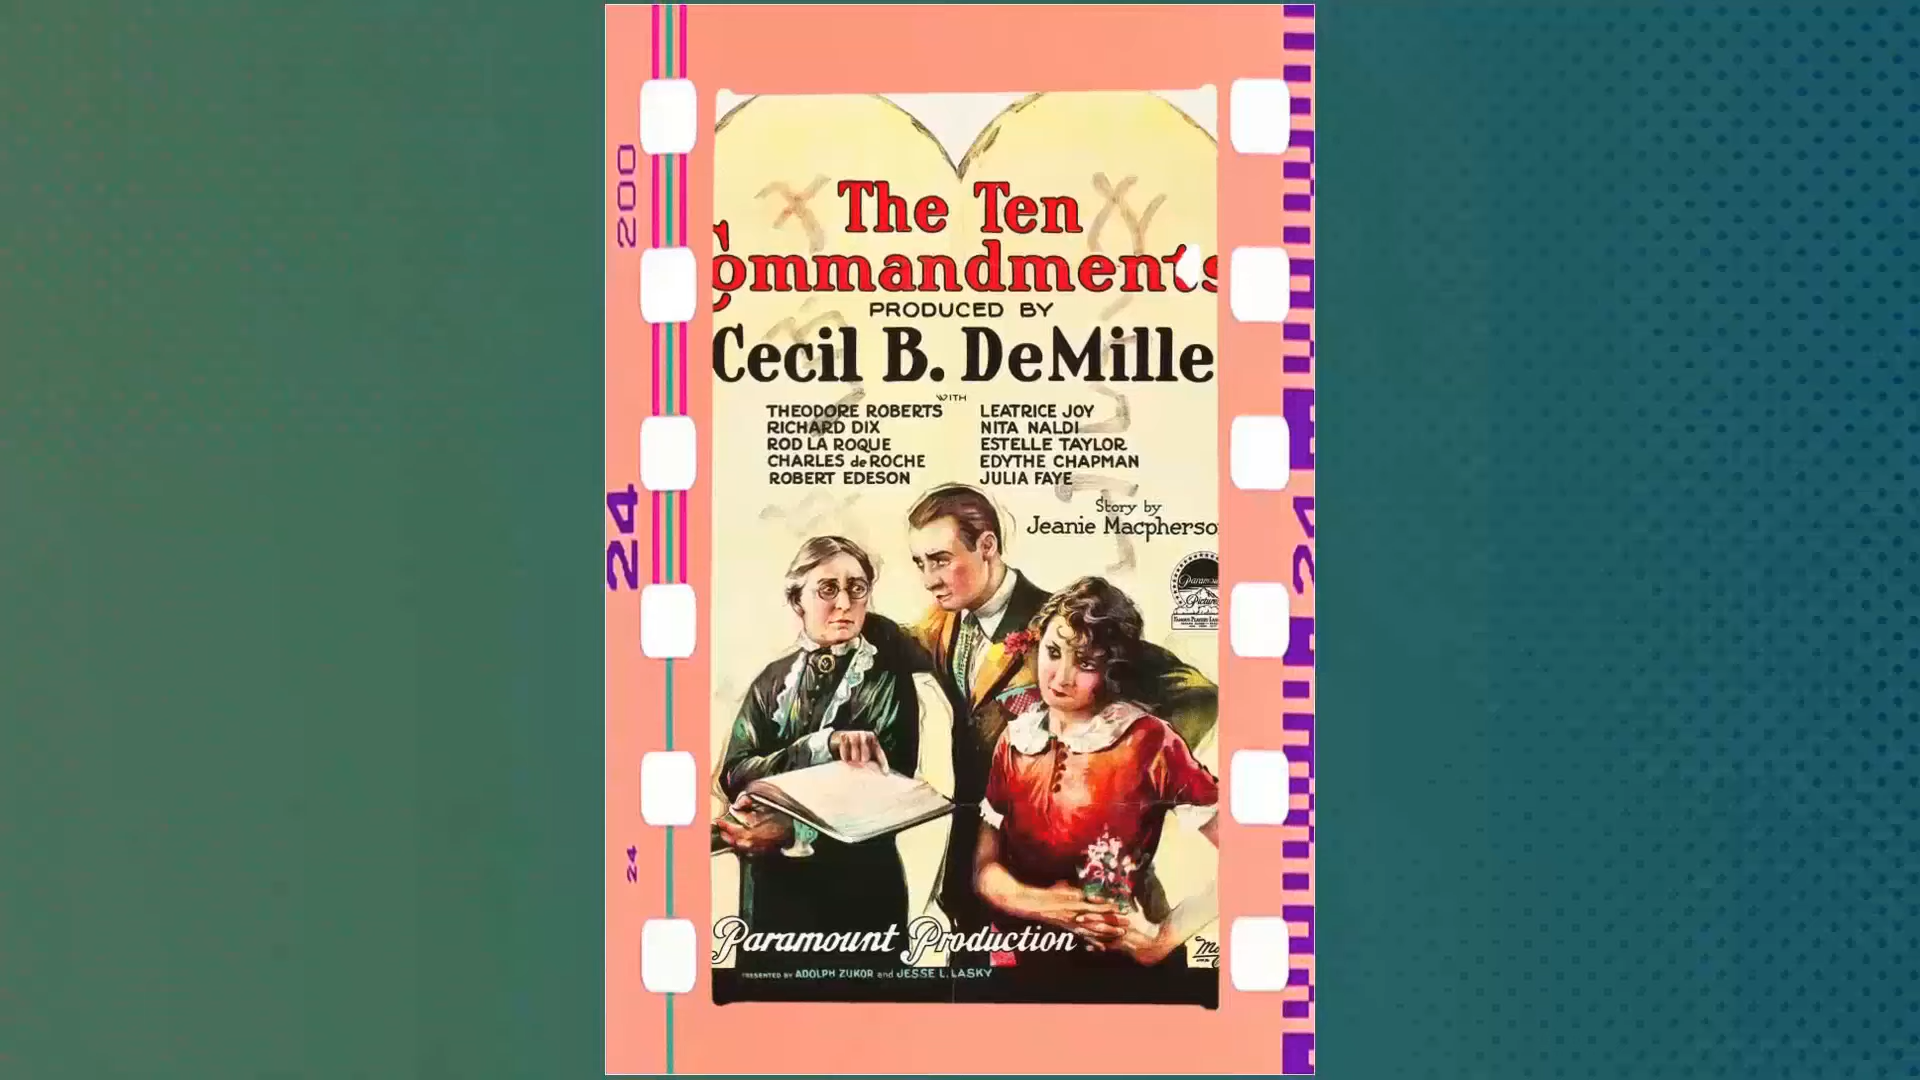 200
24
24
24
The Ten
Commandments
PRODUCED BY
Cecil B. DeMille
WITH
THEODORE ROBERTS
RICHARD DIX
ROD LA ROQUE
CHARLES de ROCHE
ROBERT EDESON
LEATRICE JOY
NITA NALDI
ESTELLE TAYLOR
EDYTHE CHAPMAN
JULIA FAYE
Story by
Jeanie Macpherso
Paramount Production
PRESENTED BY ADOLPH ZUKOR and JESSE L. LASKY